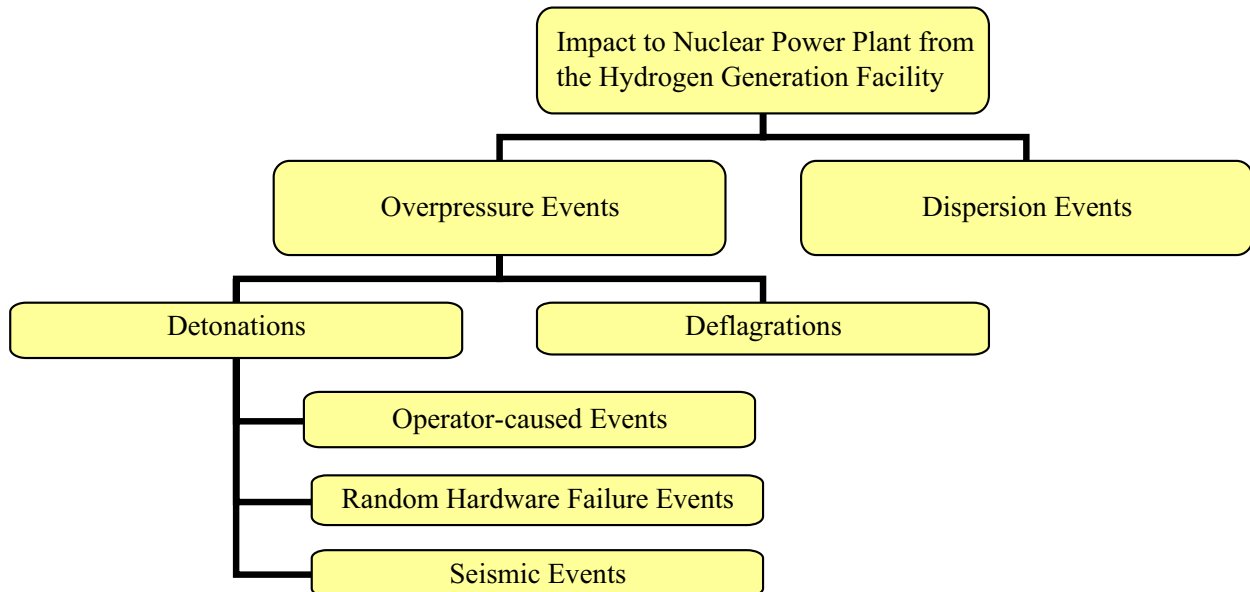 Impact to Nuclear Power Plant from
the Hydrogen Generation Facility
Overpressure Events
Dispersion Events
Detonations
Deflagrations
Operator-caused Events
Random Hardware Failure Events
Seismic Events